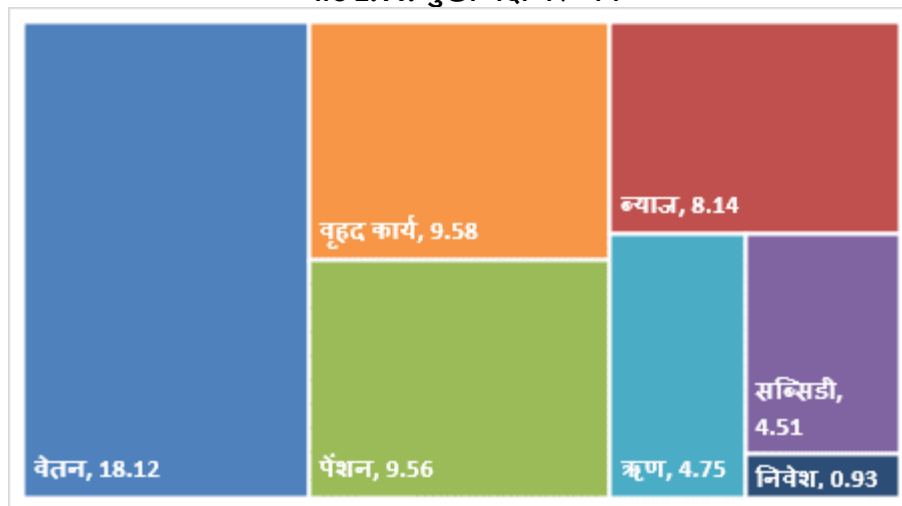 वृहद कार्य, 9.58
ब्याज, 8.14
वेतन, 18.12
पेंशन, 9.56
ऋण, 4.75
सब्सिडी,
4.51
निवेश, 0.93